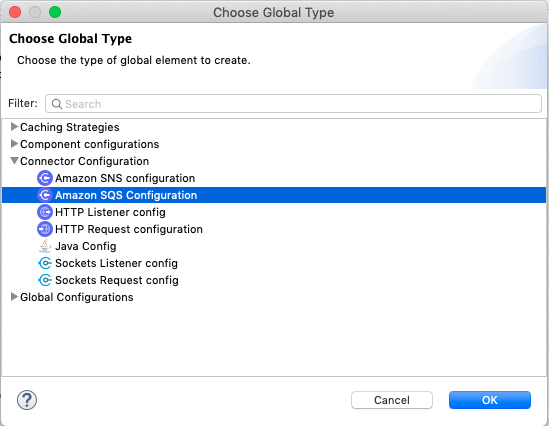 Choose Global Type
Choose Global Type
Choose the type of global element to create.
Filter: Search
Caching Strategies
Component configurations
Connector Configuration
Amazon SNS configuration
Amazon SQS Configuration
HTTP Listener config
HTTP Request configuration
Java Config
Sockets Listener config
Sockets Request config
Global Configurations
? Cancel OK